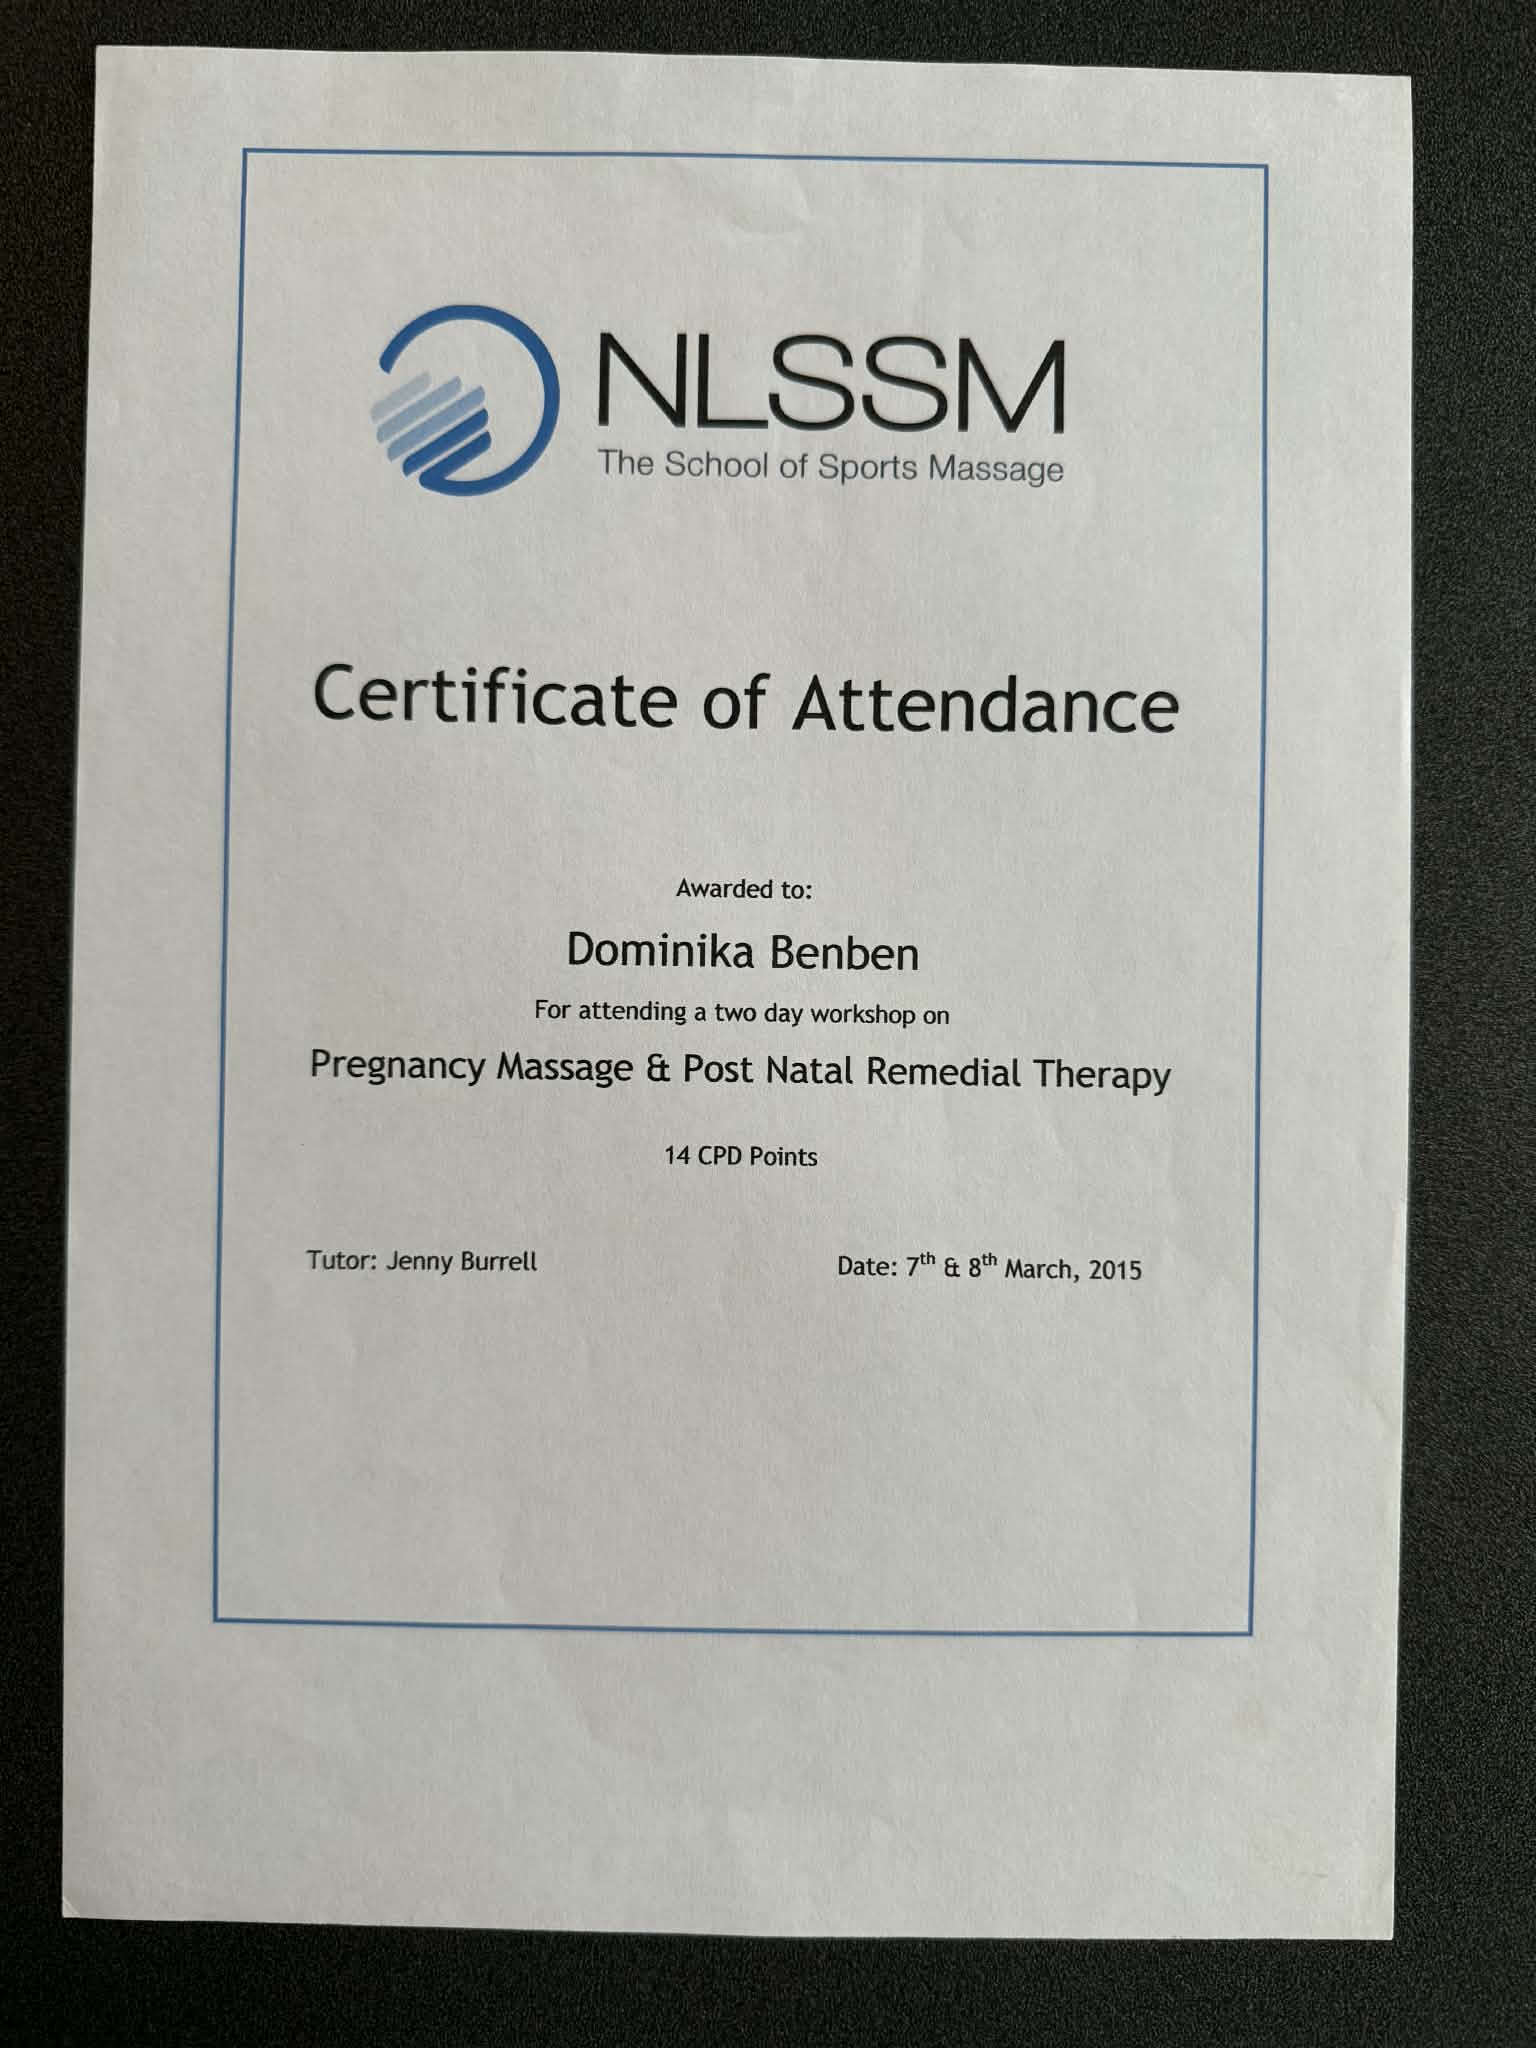 NLSSM
The School of Sports Massage
Certificate of Attendance
Awarded to:
Dominika Benben
For attending a two day workshop on
Pregnancy Massage & Post Natal Remedial Therapy
14 CPD Points
Tutor: Jenny Burrell
Date: 7th & 8th March, 2015